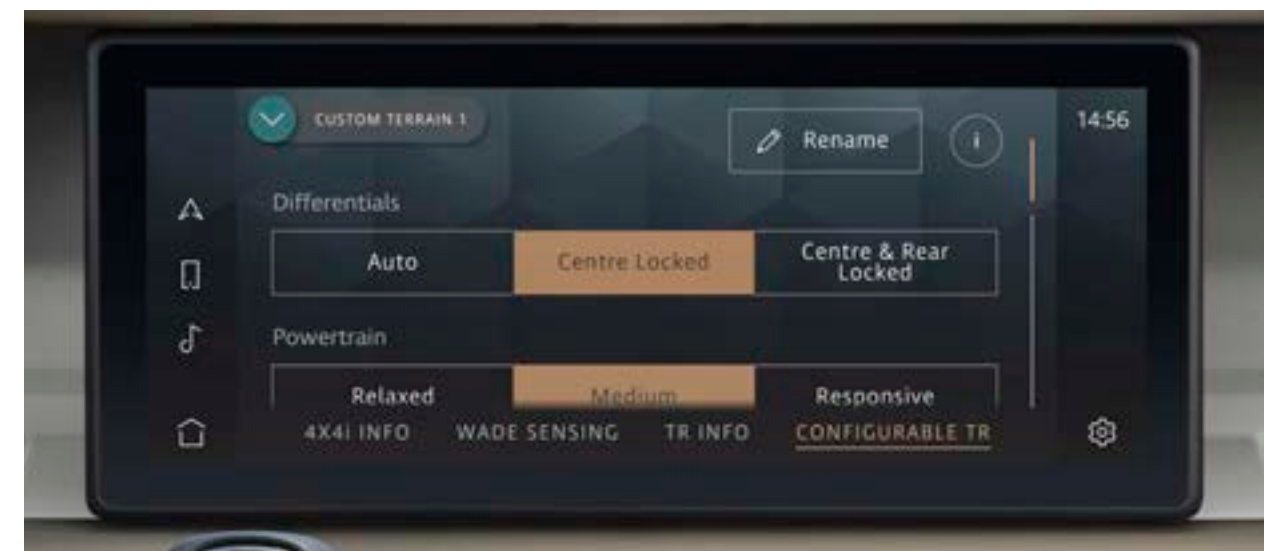 CUSTOM TERRAIN 1
Rename
i
14:56
Differentials
Auto
Centre Locked
Centre & Rear
Locked
Powertrain
Relaxed
Medium
Responsive
4X4i INFO
WADE SENSING
TR INFO
CONFIGURABLE TR